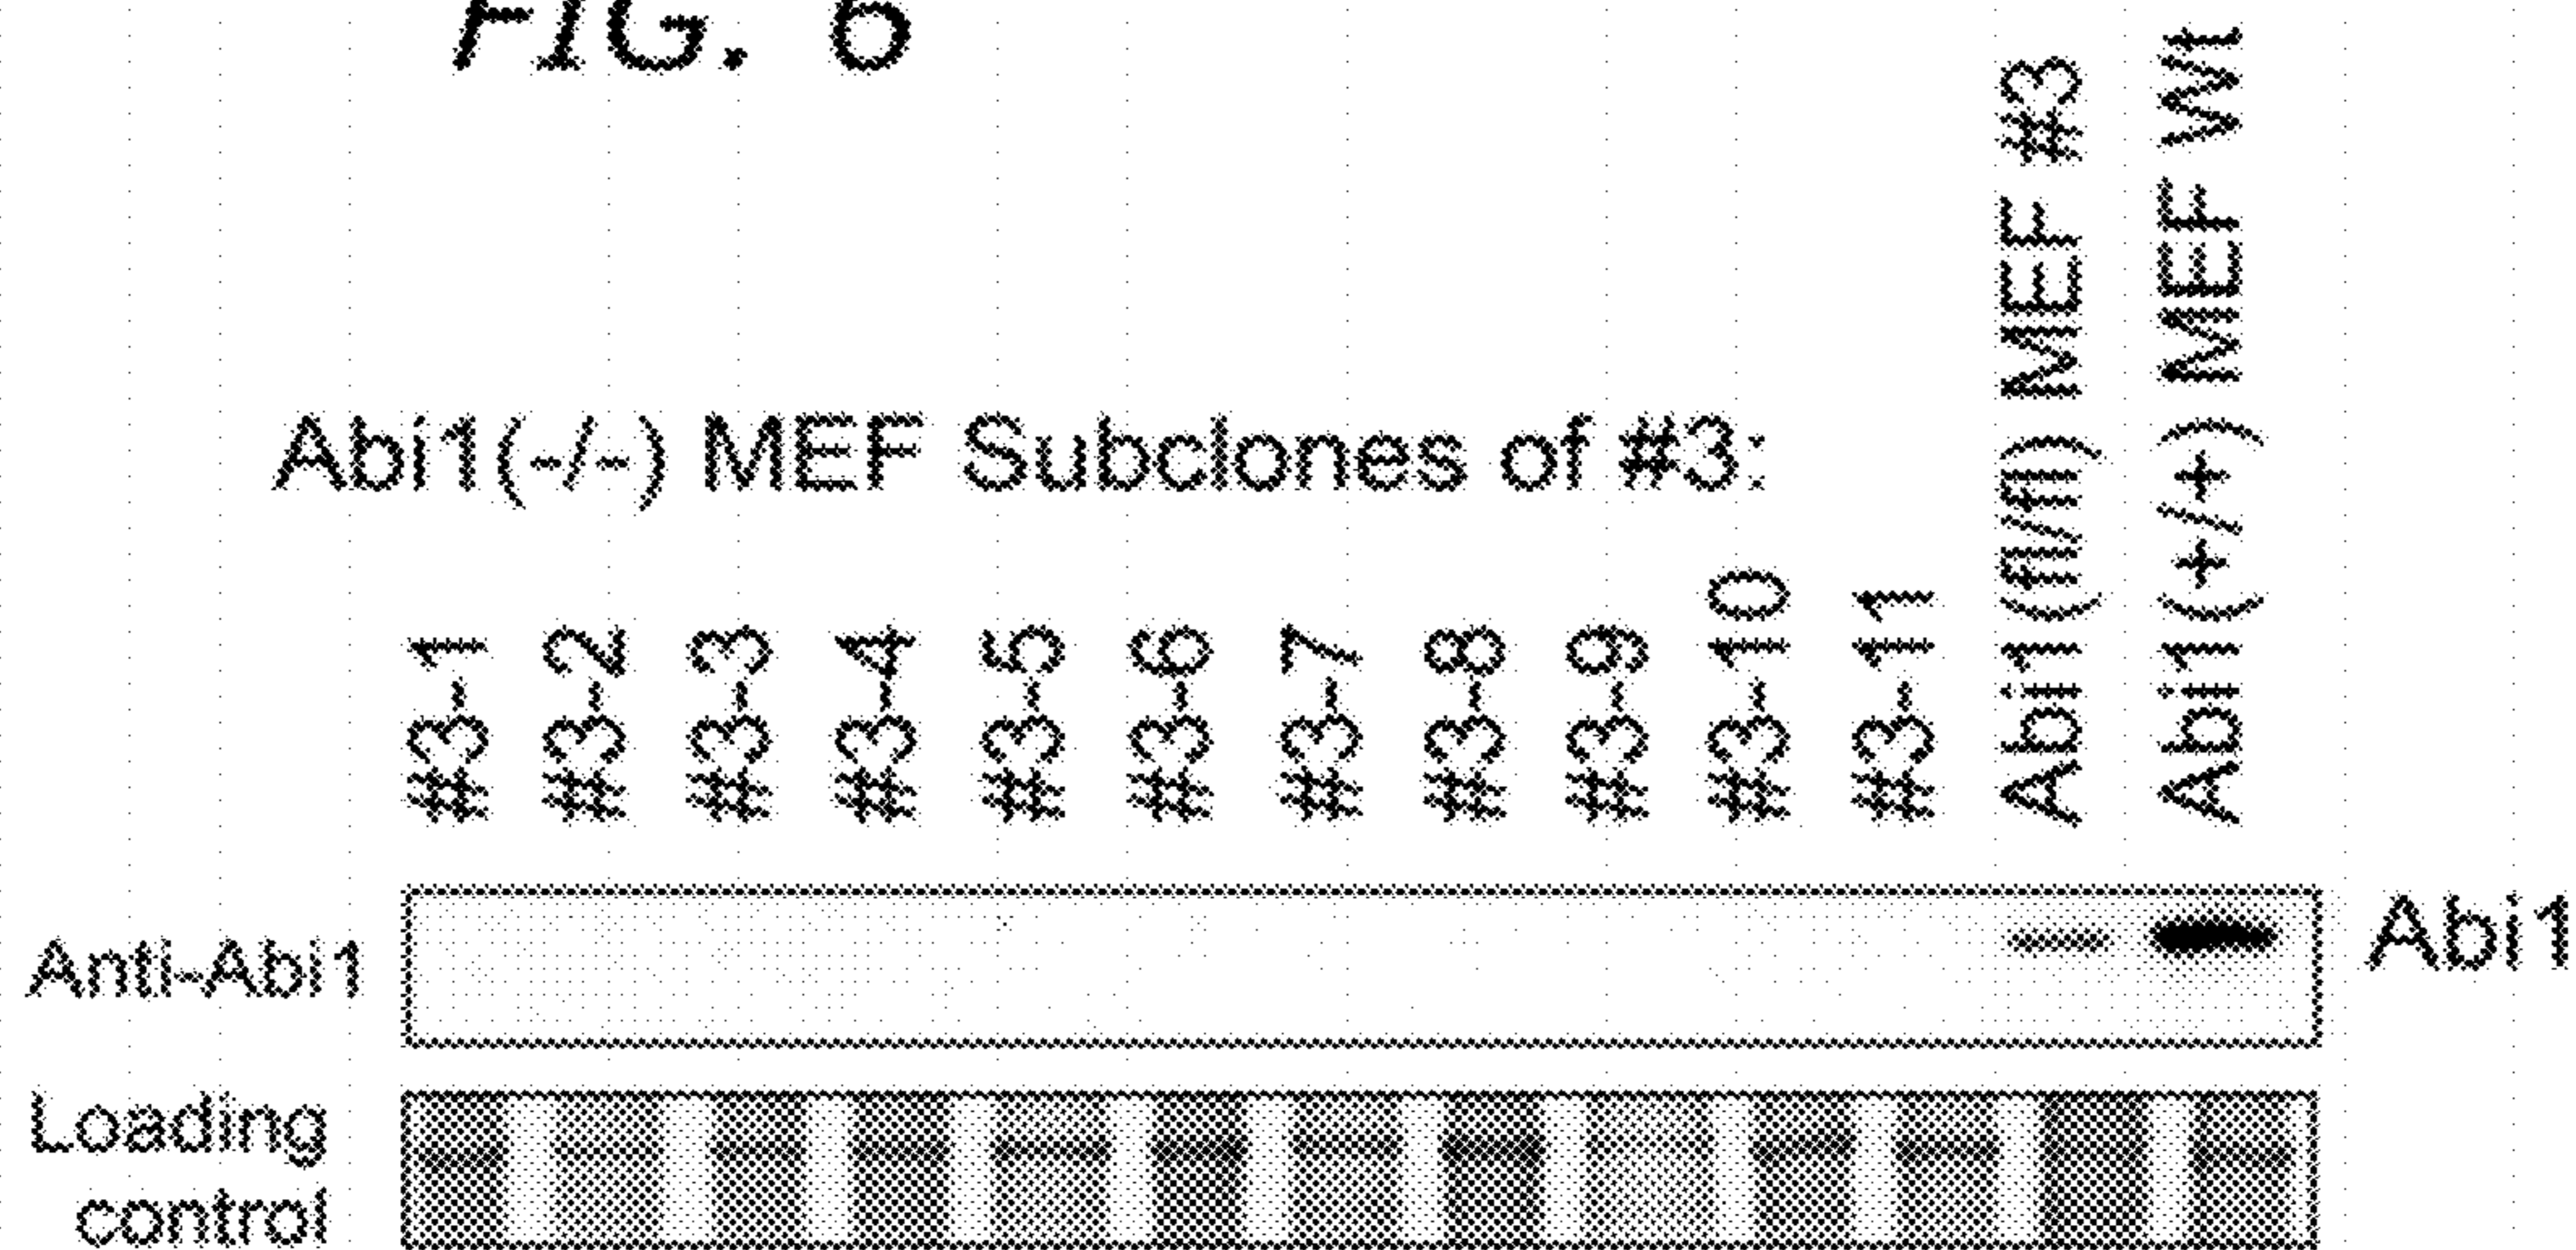 FIG. 6
Abi1(-/-) MEF Subclones of #3:
#3-1
#3-2
#3-3
#3-4
#3-5
#3-6
#3-7
#3-8
#3-9
#3-10
#3-11
Abi1(fl/fl) MEF #3
Abi1(+/+) MEF Wt
Anti-Abi1
Abi1
Loading
control